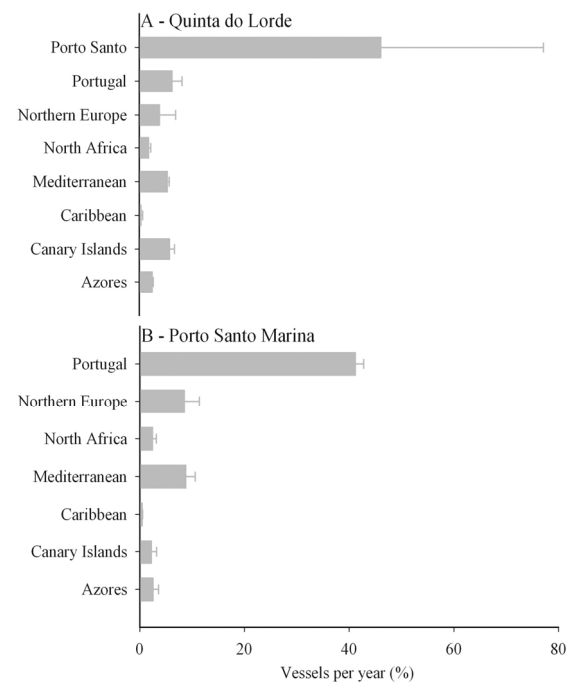 A - Quinta do Lorde
Porto Santo
Portugal
Northern Europe
North Africa
Mediterranean
Caribbean
Canary Islands
Azores
B - Porto Santo Marina
Portugal
Northern Europe
North Africa
Mediterranean
Caribbean
Canary Islands
Azores
0 20 40 60 80
Vessels per year (%)